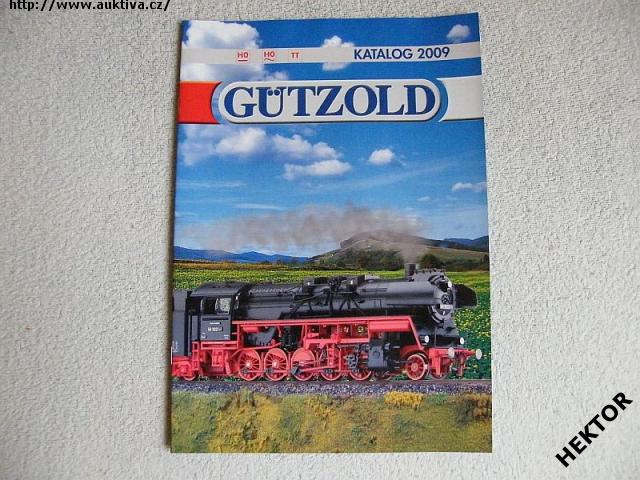 http://www.auktiva.cz/
H0 H0 TT KATALOG 2009
GÜTZOLD
HEKTOR